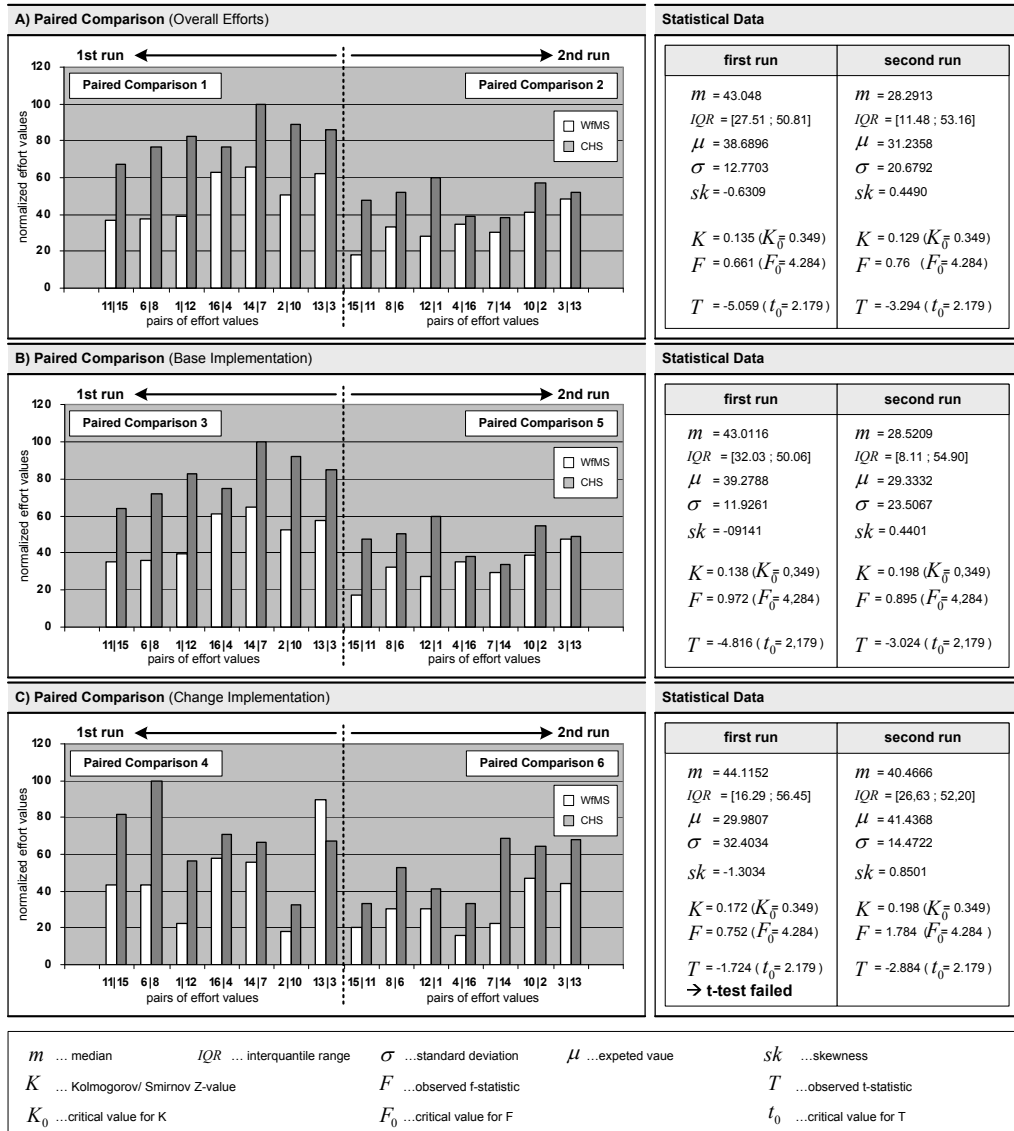 A) Paired Comparison (Overall Efforts)
Statistical Data
1st run
2nd run
Paired Comparison 1
Paired Comparison 2
WfMS
CHS
normalized effort values
120
100
80
60
40
20
0
11|15 6|8 1|12 16|4 14|7 2|10 13|3 15|11 8|6 12|1 4|16 7|14 10|2 3|13
pairs of effort values
pairs of effort values
first run
second run
m = 43.048
IQR = [27.51 ; 50.81]
μ = 38.6896
σ = 12.7703
sk = -0.6309
K = 0.135 (K0= 0.349)
F = 0.661 (F0= 4.284)
T = -5.059 ( t0= 2.179)
m = 28.2913
IQR = [11.48 ; 53.16]
μ = 31.2358
σ = 20.6792
sk = 0.4490
K = 0.129 (K0= 0.349)
F = 0.76 (F0= 4.284)
T = -3.294 ( t0= 2.179)
B) Paired Comparison (Base Implementation)
Statistical Data
1st run
2nd run
Paired Comparison 3
Paired Comparison 5
WfMS
CHS
normalized effort values
120
100
80
60
40
20
0
11|15 6|8 1|12 16|4 14|7 2|10 13|3 15|11 8|6 12|1 4|16 7|14 10|2 3|13
pairs of effort values
pairs of effort values
first run
second run
m = 43.0116
IQR = [32.03 ; 50.06]
μ = 39.2788
σ = 11.9261
sk = -09141
K = 0.138 (K0= 0,349)
F = 0.972 (F0= 4,284)
T = -4.816 ( t0= 2,179)
m = 28.5209
IQR = [8.11 ; 54.90]
μ = 29.3332
σ = 23.5067
sk = 0.4401
K = 0.198 (K0= 0,349)
F = 0.895 (F0= 4,284)
T = -3.024 ( t0= 2,179)
C) Paired Comparison (Change Implementation)
Statistical Data
1st run
2nd run
Paired Comparison 4
Paired Comparison 6
WfMS
CHS
normalized effort values
120
100
80
60
40
20
0
11|15 6|8 1|12 16|4 14|7 2|10 13|3 15|11 8|6 12|1 4|16 7|14 10|2 3|13
pairs of effort values
pairs of effort values
first run
second run
m = 44.1152
IQR = [16.29 ; 56.45]
μ = 29.9807
σ = 32.4034
sk = -1.3034
K = 0.172 (K0= 0.349)
F = 0.752 (F0= 4.284)
T = -1.724 ( t0= 2.179)
→ t-test failed
m = 40.4666
IQR = [26,63 ; 52,20]
μ = 41.4368
σ = 14.4722
sk = 0.8501
K = 0.198 (K0= 0.349)
F = 1.784 (F0= 4.284 )
T = -2.884 ( t0= 2.179)
m ... median IQR ... interquantile range σ ...standard deviation μ ...expeted vaue sk ...skewness
K ... Kolmogorov/ Smirnov Z-value F ...observed f-statistic T ...observed t-statistic
K0 ...critical value for K F0 ...critical value for F t0 ...critical value for T